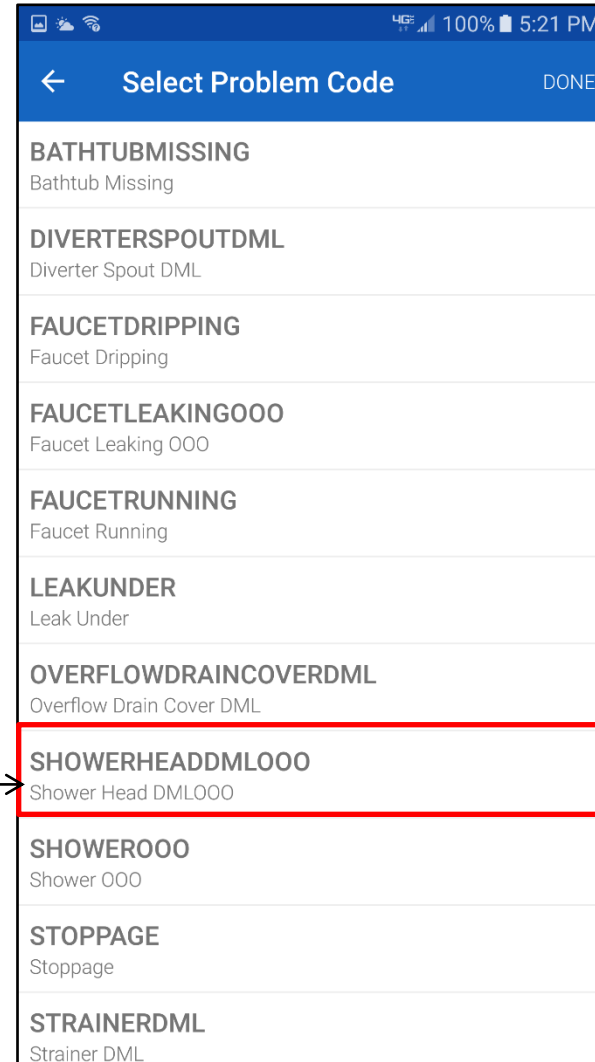 4G 100% 5:21 PM
Select Problem Code DONE
BATHTUBMISSING
Bathtub Missing
DIVERTERSPOUTDML
Diverter Spout DML
FAUCETDRIPPING
Faucet Dripping
FAUCETLEAKINGOOO
Faucet Leaking OOO
FAUCETRUNNING
Faucet Running
LEAKUNDER
Leak Under
OVERFLOWDRAINCOVERDML
Overflow Drain Cover DML
SHOWERHEADDMLOOO
Shower Head DMLOOO
SHOWEROOO
Shower OOO
STOPPAGE
Stoppage
STRAINERDML
Strainer DML